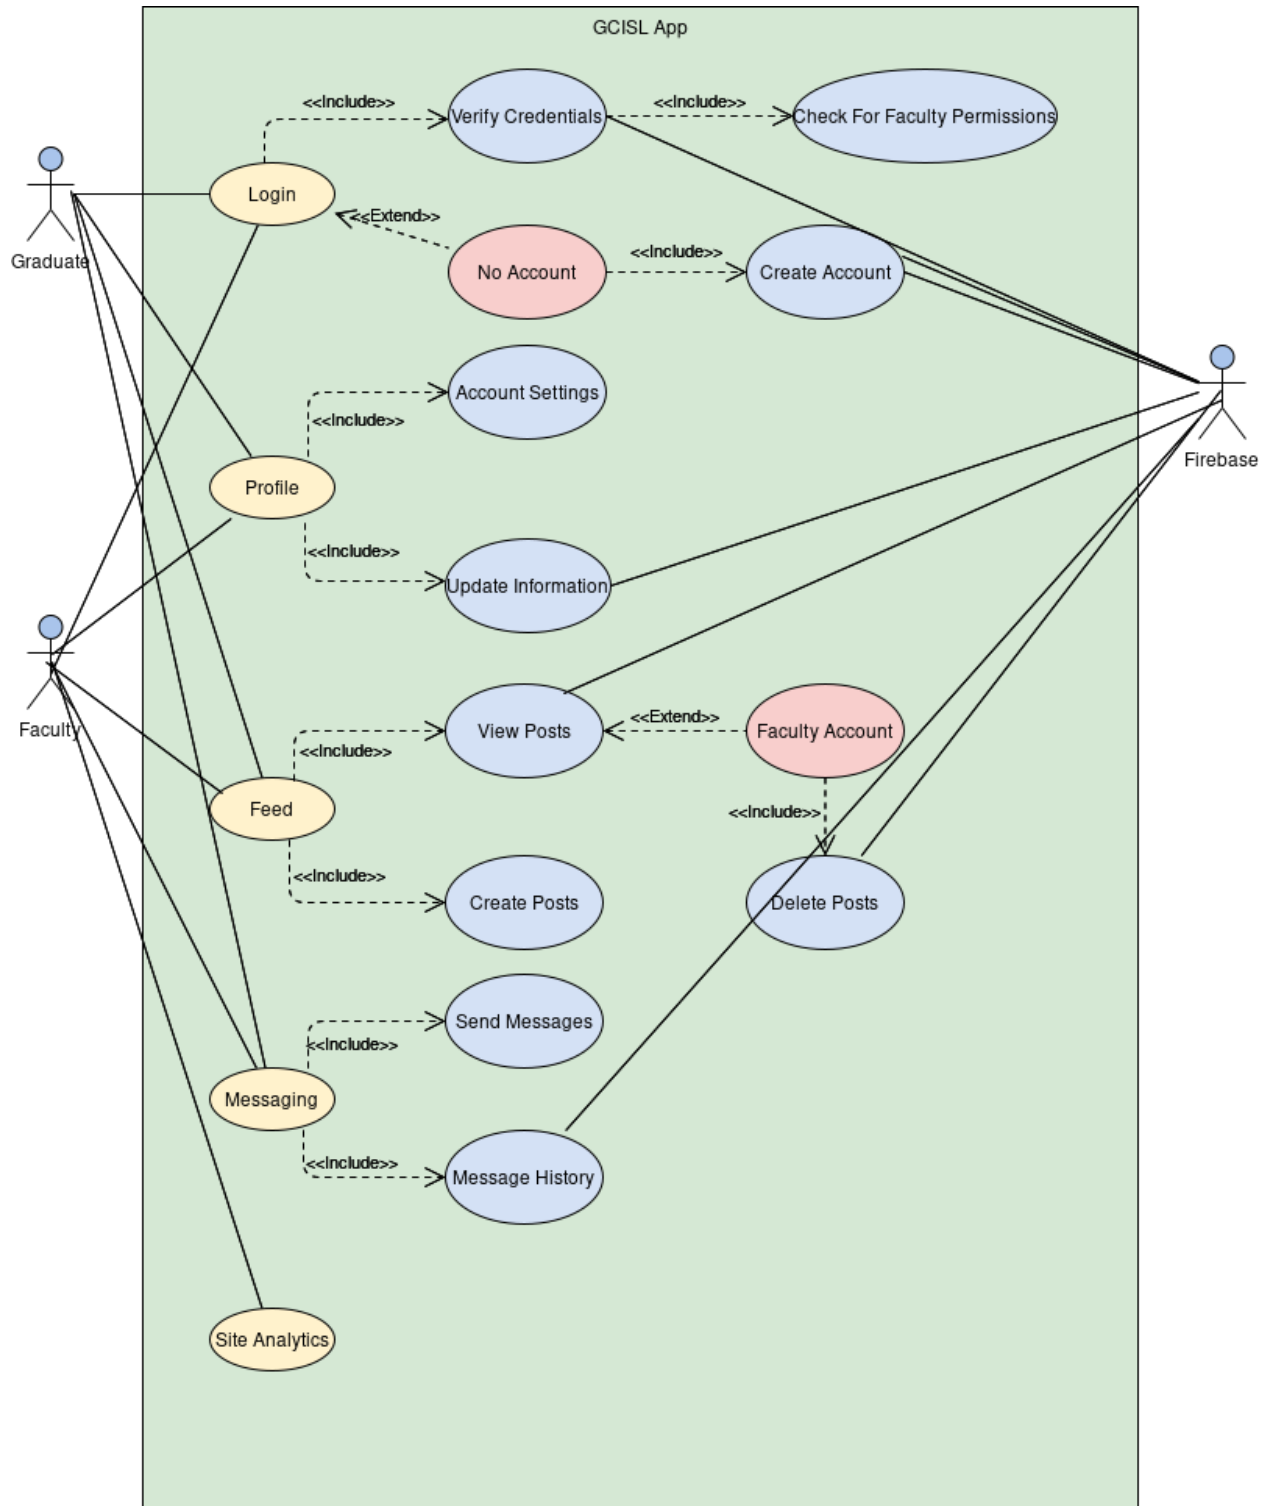 GCISL App
<<Include>>
<<Include>>
Verify Credentials
Check For Faculty Permissions
Login
Graduate
<<Extend>>
<<Include>>
No Account
Create Account
Account Settings
<<Include>>
Firebase
Profile
<<Include>>
Update Information
<<Extend>>
Faculty
View Posts
Faculty Account
<<Include>>
Feed
<<Include>>
<<Include>>
Create Posts
Delete Posts
Send Messages
<<Include>>
Messaging
<<Include>>
Message History
Site Analytics